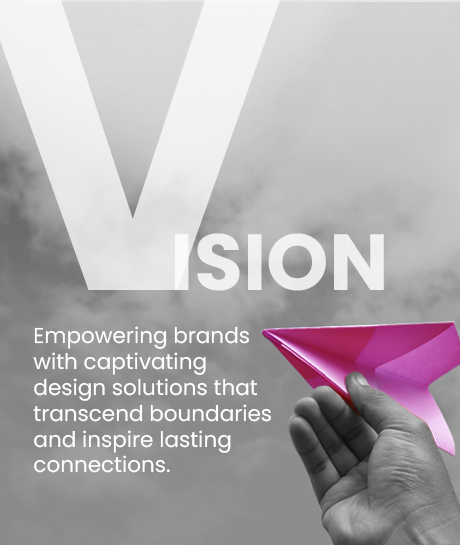 VISION
Empowering brands
with captivating
design solutions that
transcend boundaries
and inspire lasting
connections.